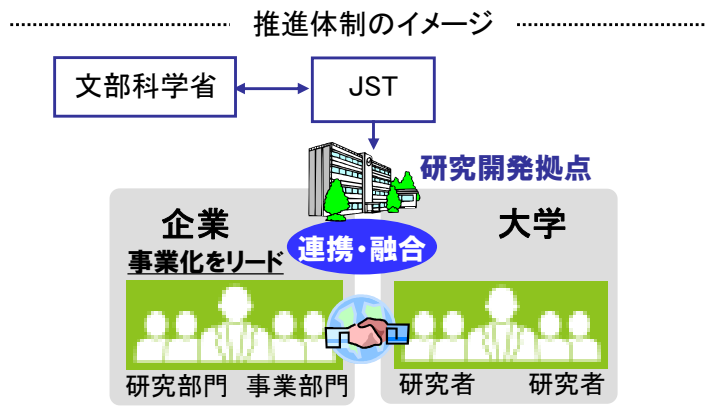 推進体制のイメージ
文部科学省
JST
研究開発拠点
企業
大学
連携・融合
事業化をリード
研究部門
事業部門
研究者
研究者